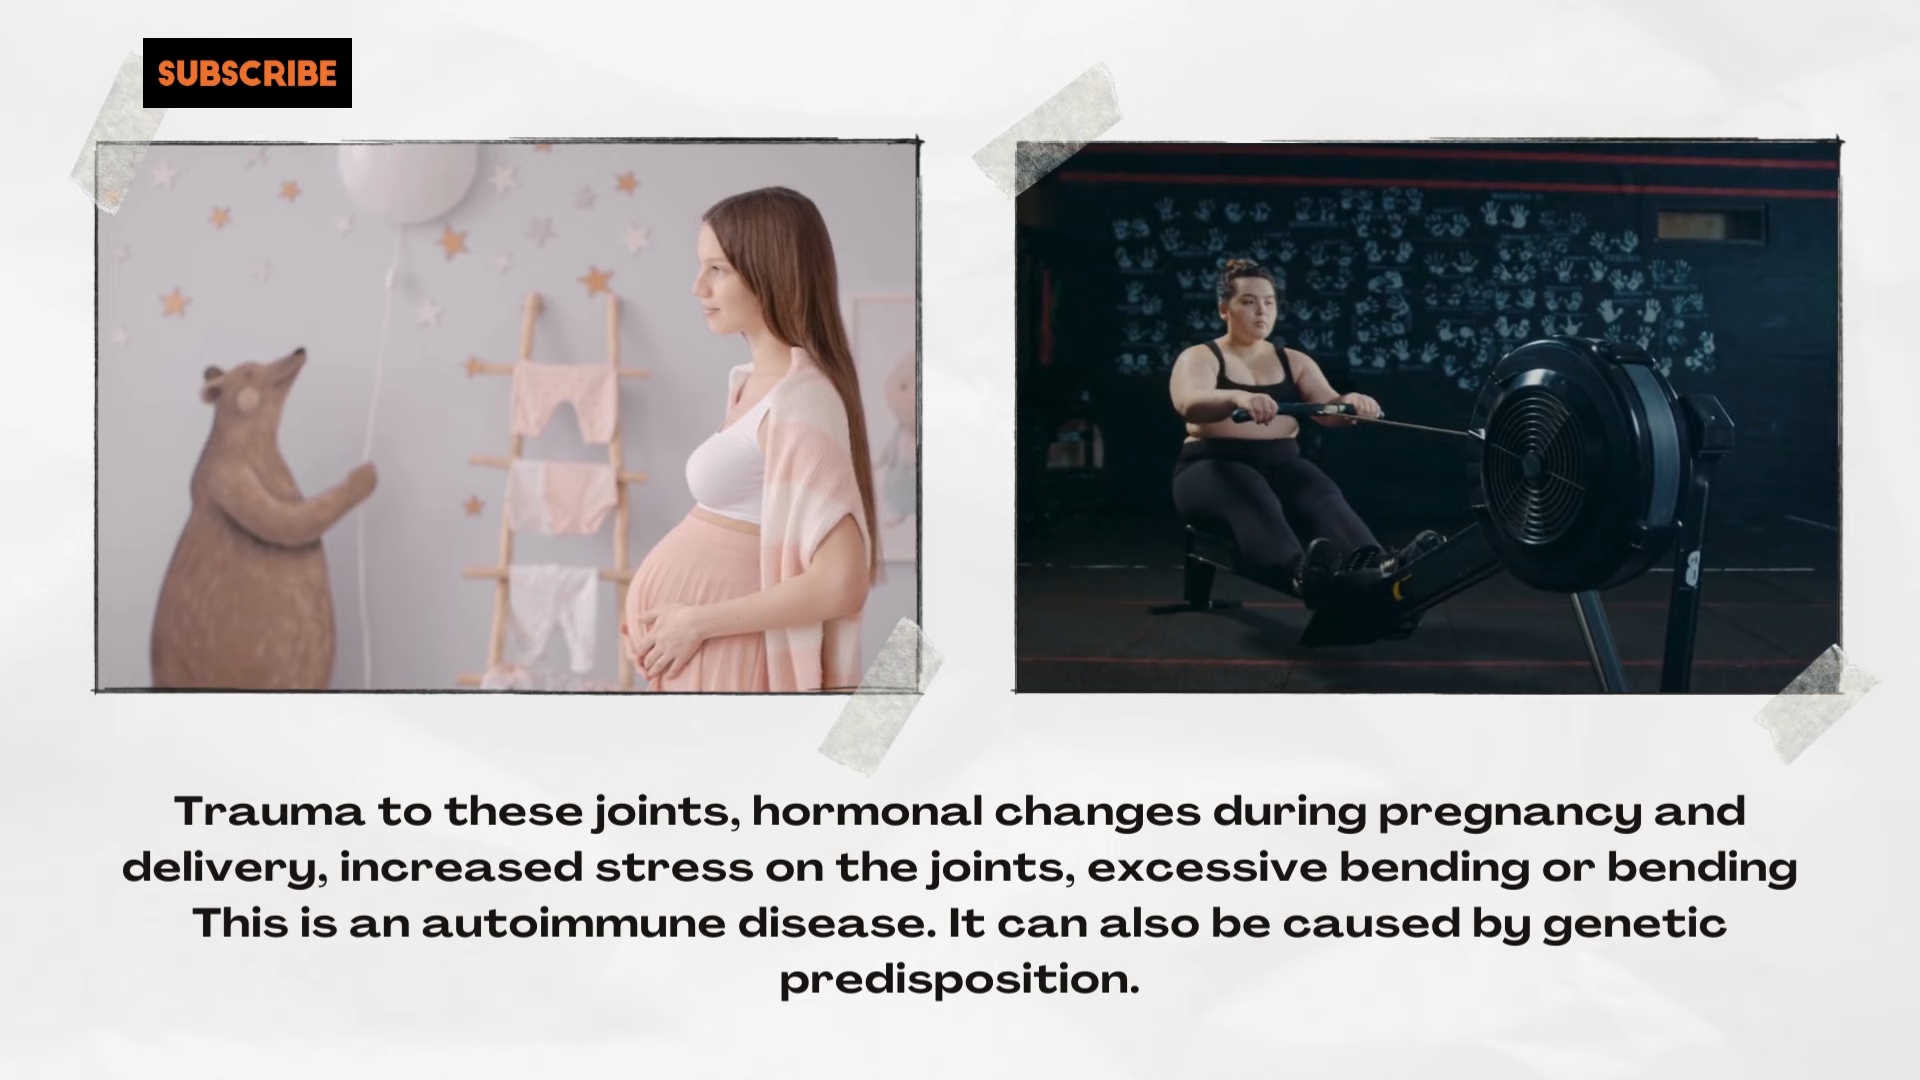 SUBSCRIBE
Trauma to these joints, hormonal changes during pregnancy and
delivery, increased stress on the joints, excessive bending or bending
This is an autoimmune disease. It can also be caused by genetic
predisposition.